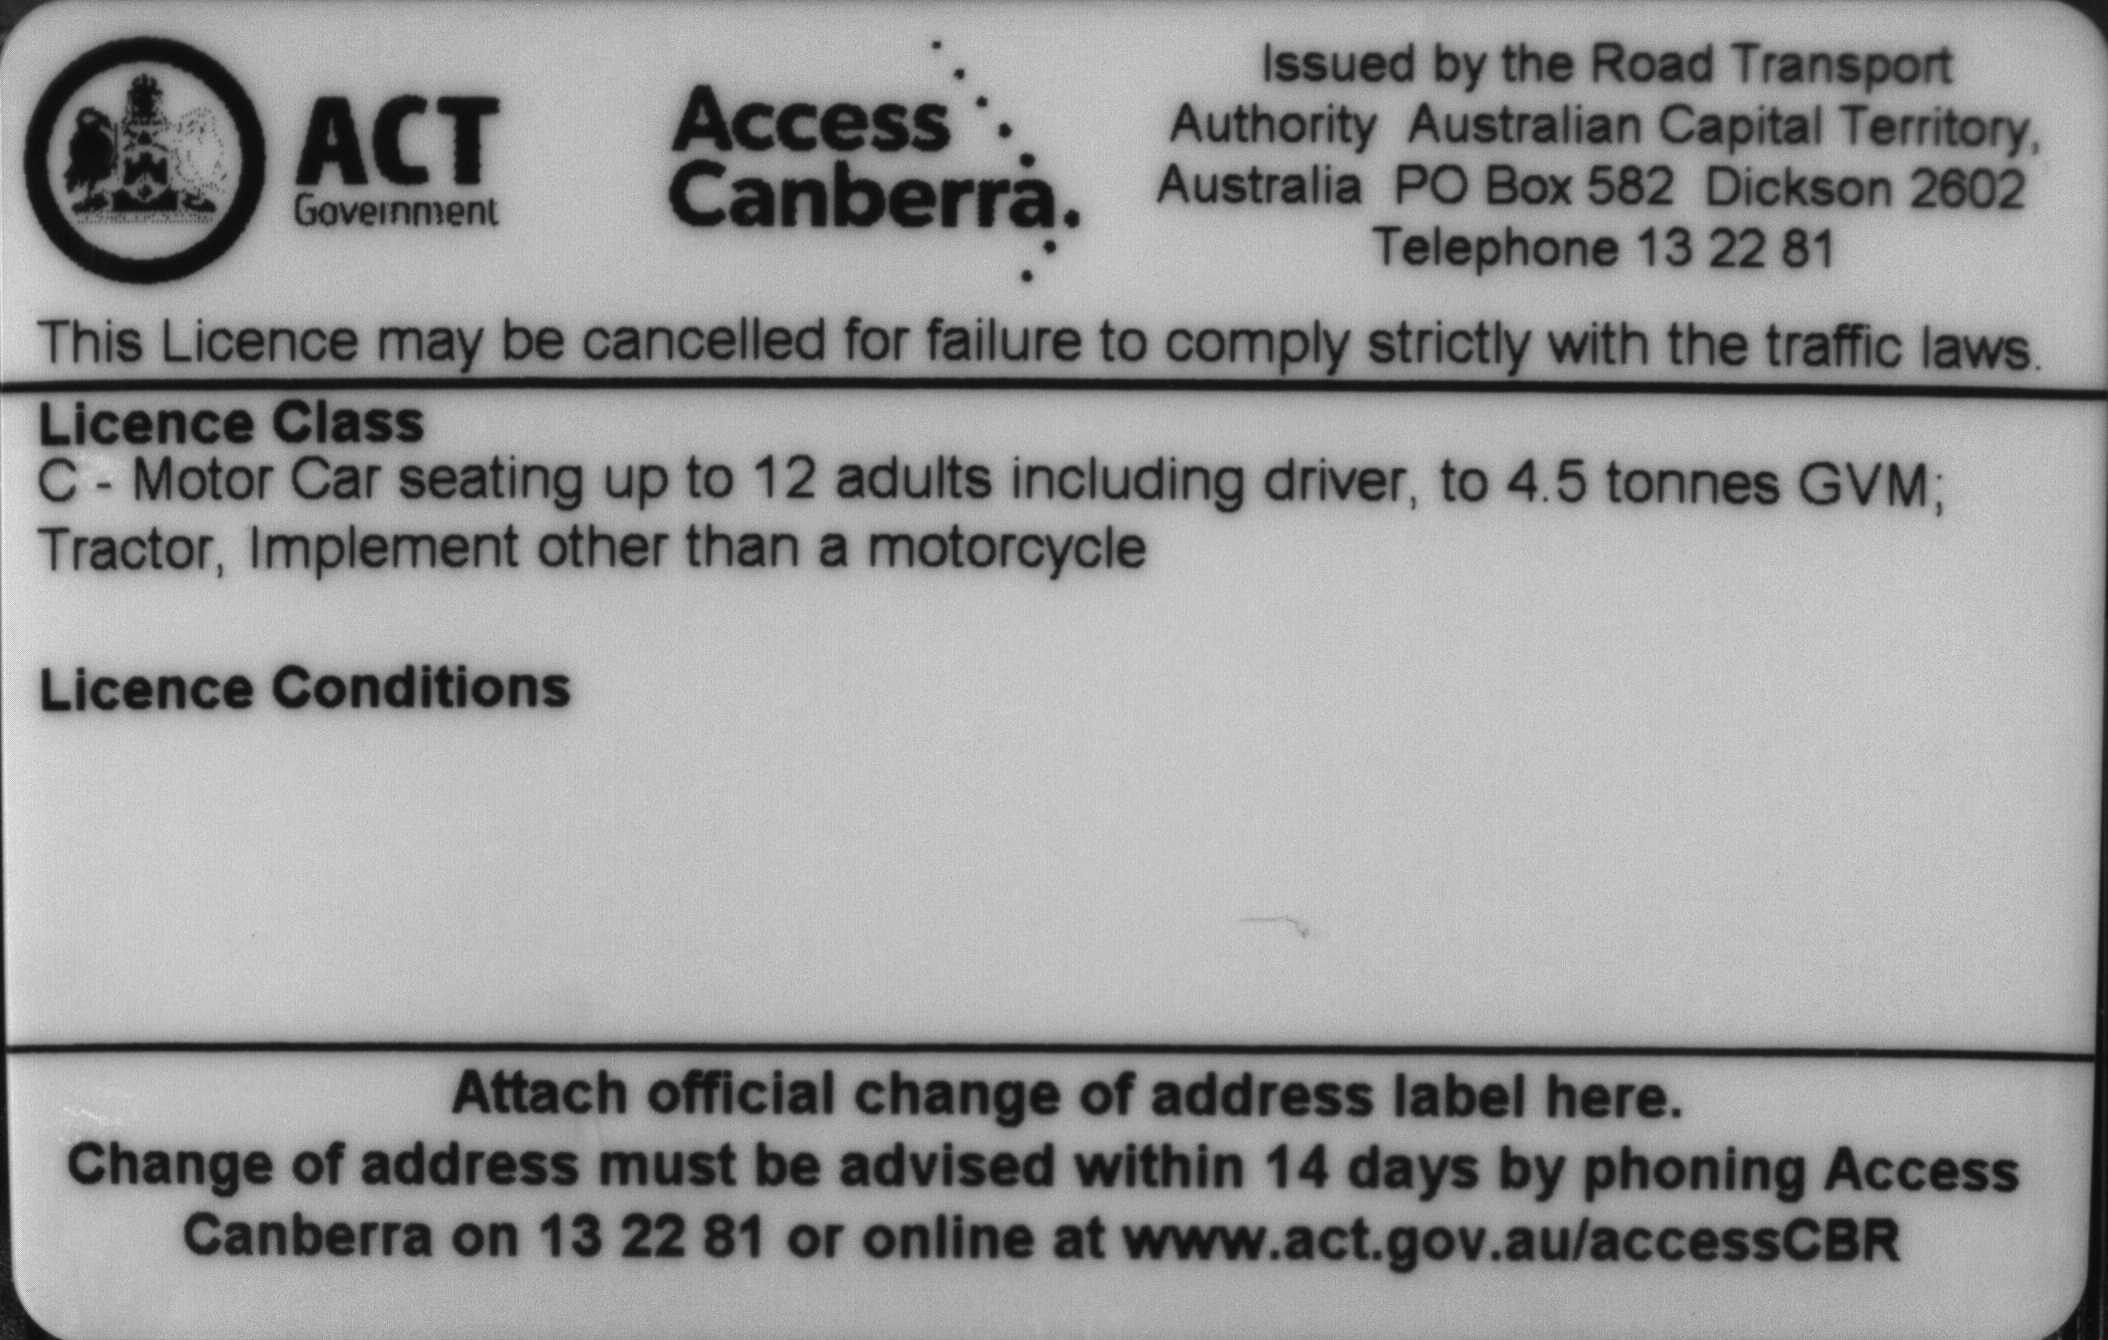 ACT
Government
Access
Canberra.
Issued by the Road Transport
Authority Australian Capital Territory,
Australia PO Box 582 Dickson 2602
Telephone 13 22 81
This Licence may be cancelled for failure to comply strictly with the traffic laws.
Licence Class
C - Motor Car seating up to 12 adults including driver, to 4.5 tonnes GVM;
Tractor, Implement other than a motorcycle
Licence Conditions
Attach official change of address label here.
Change of address must be advised within 14 days by phoning Access
Canberra on 13 22 81 or online at www.act.gov.au/accessCBR